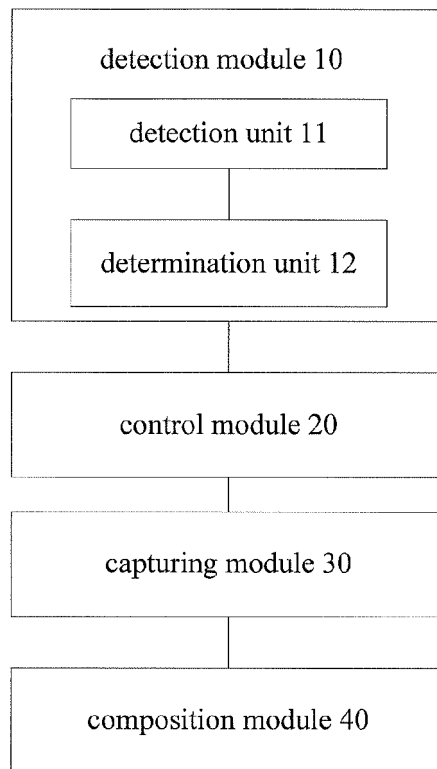 detection module 10
detection unit 11
determination unit 12
control module 20
capturing module 30
composition module 40